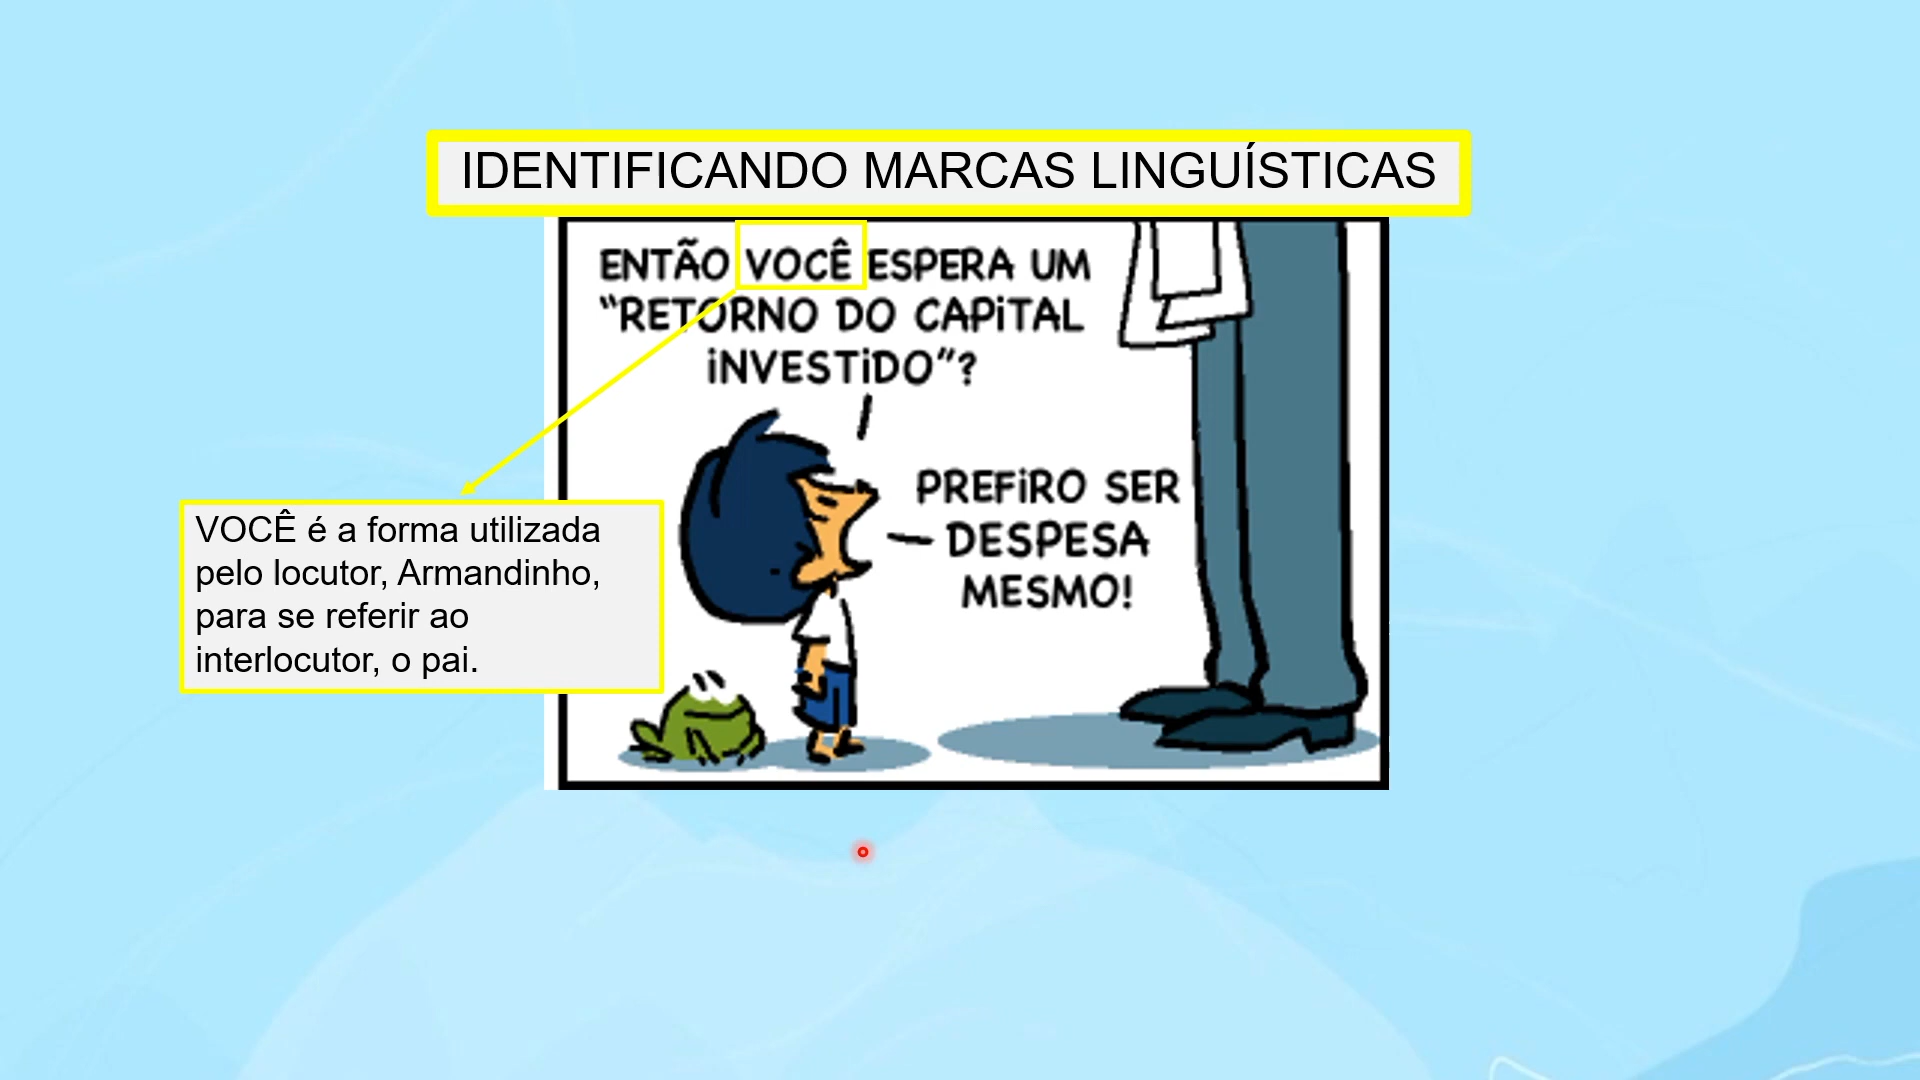 IDENTIFICANDO MARCAS LINGUÍSTICAS
ENTÃO VOCÊ ESPERA UM
“RETORNO DO CAPiTAL
iNVESTiDO”?
PREFiRO SER
DESPESA
MESMO!
VOCÊ é a forma utilizada
pelo locutor, Armandinho,
para se referir ao
interlocutor, o pai.